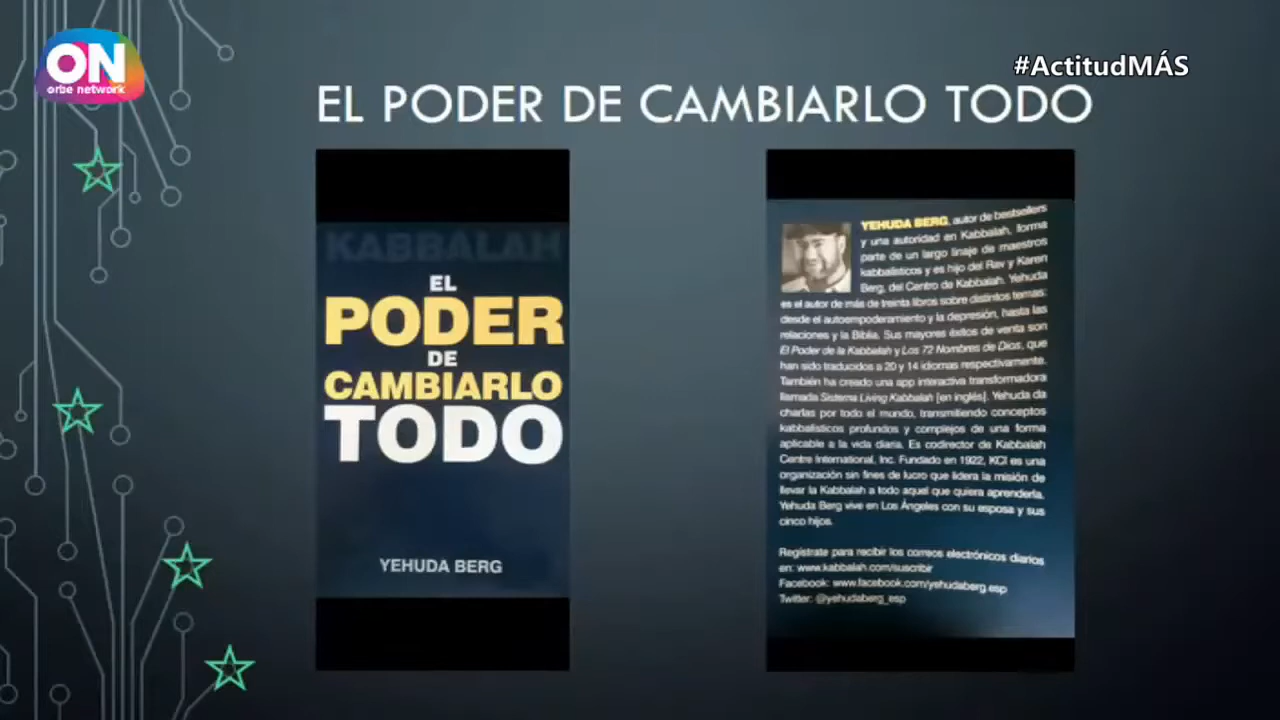 ON
orbe network
#ActitudMÁS
EL PODER DE CAMBIARLO TODO
KABBALAH
EL
PODER
DE
CAMBIARLO
TODO
YEHUDA BERG
YEHUDA BERG, autor de bestsellers
y una autoridad en Kabbalah, forma
parte de un largo linaje de maestros
kabbalísticos y es hijo del Rav y Karen
Berg, del Centro de Kabbalah. Yehuda
es el autor de más de treinta libros sobre distintos temas:
desde el autoempoderamiento y la depresión, hasta las
relaciones y la Biblia. Sus mayores éxitos de venta son
El Poder de la Kabbalah y Los 72 Nombres de Dios, que
han sido traducidos a 20 y 14 idiomas respectivamente.
También ha creado una app interactiva transformadora
llamada Sistema Living Kabbalah [en inglés]. Yehuda da
charlas por todo el mundo, transmitiendo conceptos
kabbalísticos profundos y complejos de una forma
aplicable a la vida diaria. Es codirector de Kabbalah
Centre International, Inc. Fundado en 1922, KCI es una
organización sin fines de lucro que lidera la misión de
llevar la Kabbalah a todo aquel que quiera aprenderla.
Yehuda Berg vive en Los Ángeles con su esposa y sus
cinco hijos.
Regístrate para recibir los correos electrónicos diarios
en: www.kabbalah.com/suscribir
Facebook: www.facebook.com/yehudaberg.esp
Twitter: @yehudaberg_esp